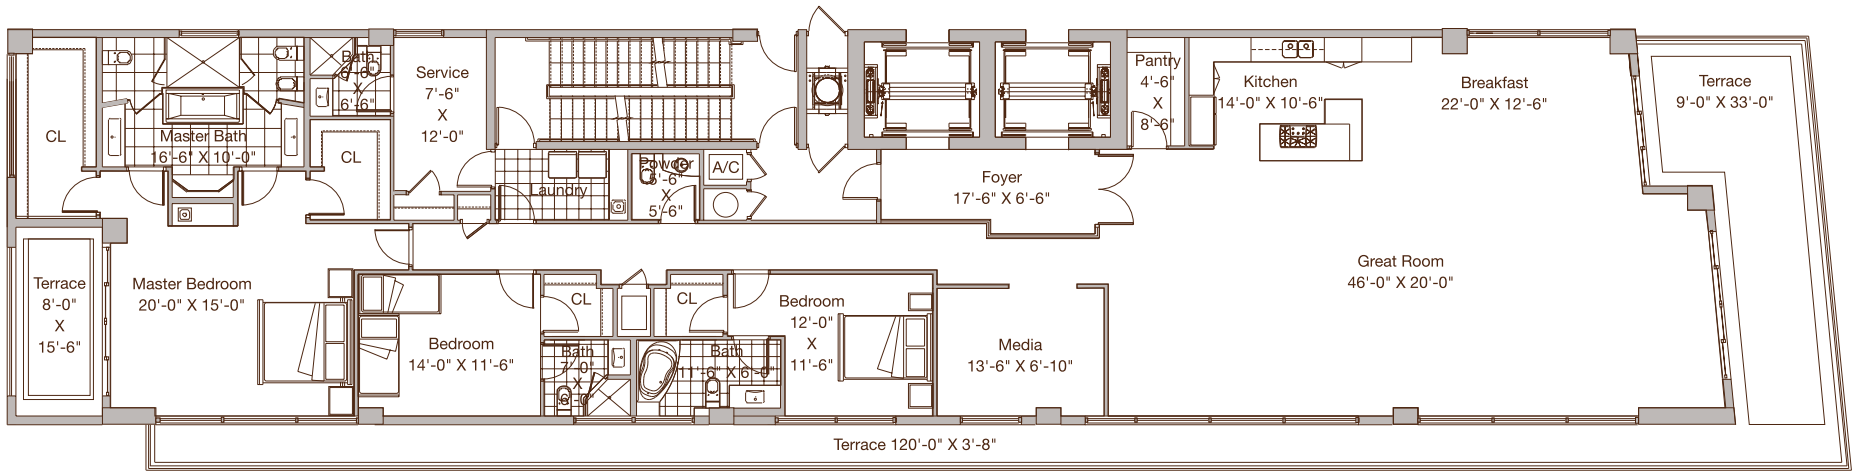 CL
Master Bath
16'-6" X 10'-0"
Bath
6'-6"
X
6'-6"
CL
Service
7'-6"
X
12'-0"
Laundry
Powder
5'-6"
X
5'-6"
A/C
Foyer
17'-6" X 6'-6"
Pantry
4'-6"
X
8'-6"
Kitchen
14'-0" X 10'-6"
Breakfast
22'-0" X 12'-6"
Terrace
9'-0" X 33'-0"
Terrace
8'-0"
X
15'-6"
Master Bedroom
20'-0" X 15'-0"
Bedroom
14'-0" X 11'-6"
CL
Bath
7'-0"
X
6'-0"
CL
Bath
11'-6" X 6'-0"
Bedroom
12'-0"
X
11'-6"
Media
13'-6" X 6'-10"
Great Room
46'-0" X 20'-0"
Terrace 120'-0" X 3'-8"